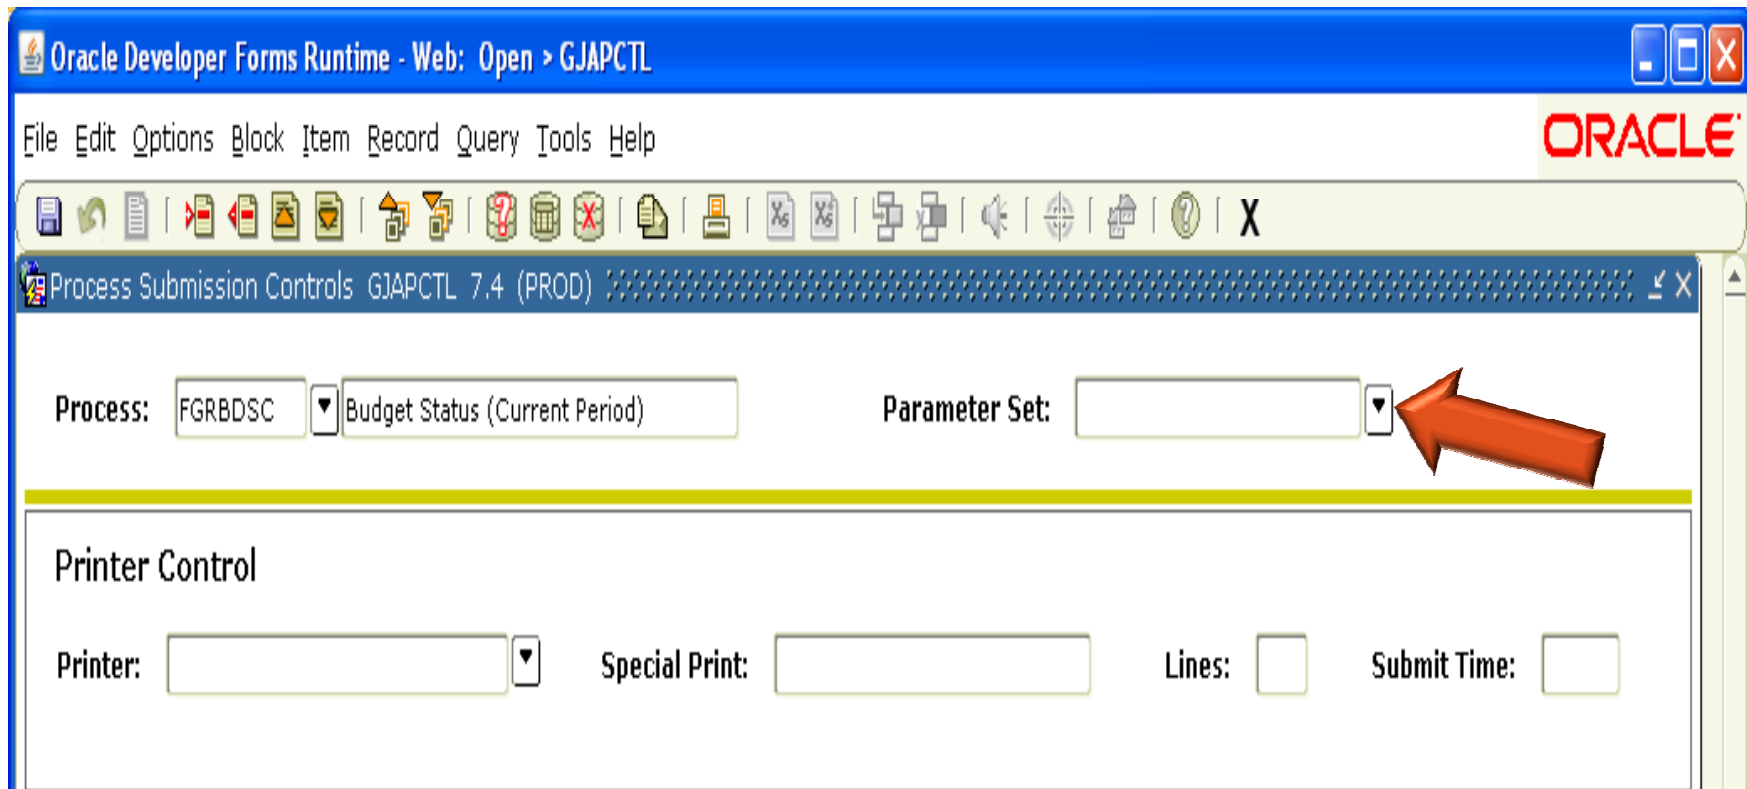 Oracle Developer Forms Runtime - Web: Open > GJAPCTL
File Edit Options Block Item Record Query Tools Help
ORACLE
X
Process Submission Controls GJAPCTL 7.4 (PROD)
Process: FGRBDSC Budget Status (Current Period) Parameter Set:
Printer Control
Printer: Special Print: Lines: Submit Time: